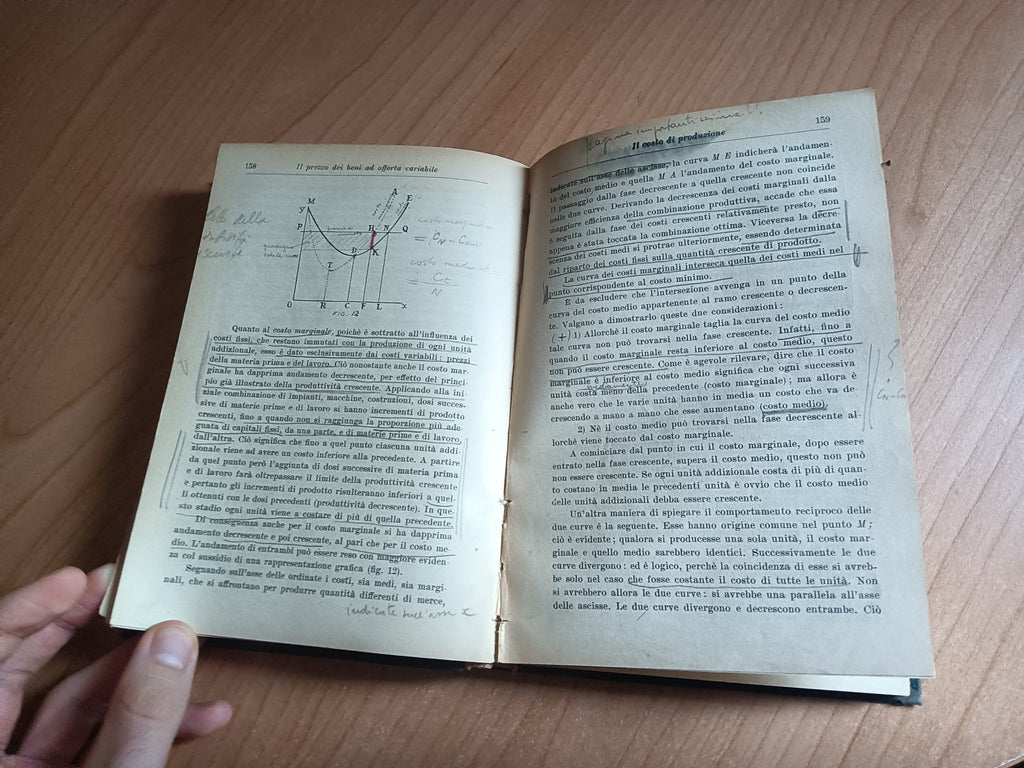 158 Il prezzo dei beni ad offerta variabile
A
E
M
y
P
H
N
Q
K
D
T
O
R
C
F
L
x
FIG. 12
costo marginale =
costo medio
Quanto al costo marginale, poichè è sottratto all'influenza dei
costi fissi, che restano immutati con la produzione di ogni unità
addizionale, esso è dato esclusivamente dai costi variabili: prezzi
della materia prima e del lavoro. Ciò nonostante anche il costo mar-
ginale ha dapprima andamento decrescente, per effetto del princi-
pio già illustrato della produttività crescente. Applicando alla ini-
ziale combinazione di impianti, macchine, costruzioni, dosi succes-
sive di materie prime e di lavoro si hanno incrementi di prodotto
crescenti, fino a quando non si raggiunga la proporzione più ade-
guata di capitali fissi, da una parte, e di materie prime e di lavoro,
dall'altra. Ciò significa che fino a quel punto ciascuna unità addi-
zionale viene ad avere un costo inferiore alla precedente. A partire
da quel punto però l'aggiunta di dosi successive di materia prima
e di lavoro farà oltrepassare il limite della produttività crescente
e pertanto gli incrementi di prodotto risulteranno inferiori a quel-
li ottenuti con le dosi precedenti (produttività decrescente). In que-
sto stadio ogni unità viene a costare di più di quella precedente.
Di conseguenza anche per il costo marginale si ha dapprima
andamento decrescente e poi crescente, al pari che per il costo me-
dio. L'andamento di entrambi può essere reso con maggiore eviden-
za col sussidio di una rappresentazione grafica (fig. 12).
Segnando sull'asse delle ordinate i costi, sia medi, sia margi-
nali, che si affrontano per produrre quantità differenti di merce,
(indicate sull'asse x
Pagina importantissima!!
Il costo di produzione 159
indicate sull'asse delle ascisse, la curva M E indicherà l'andamen-
to del costo medio e quella M A l'andamento del costo marginale.
Il passaggio dalla fase decrescente a quella crescente non coincide
nelle due curve. Derivando la decrescenza dei costi marginali dalla
maggiore efficienza della combinazione produttiva, accade che essa
è seguita dalla fase dei costi crescenti relativamente presto, non
appena è stata toccata la combinazione ottima. Viceversa la decre-
scenza dei costi medi si protrae ulteriormente, essendo determinata
dal riparto dei costi fissi sulla quantità crescente di prodotto.
La curva dei costi marginali interseca quella dei costi medi nel
punto corrispondente al costo minimo.
È da escludere che l'intersezione avvenga in un punto della
curva del costo medio appartenente al ramo crescente o decrescen-
te. Valgano a dimostrarlo queste due considerazioni:
(+) 1) Allorchè il costo marginale taglia la curva del costo medio
tale curva non può trovarsi nella fase crescente. Infatti, fino a
quando il costo marginale resta inferiore al costo medio, questo
non può essere crescente. Come è agevole rilevare, dire che il costo
marginale è inferiore al costo medio significa che ogni successiva
unità costa meno della precedente (costo marginale); ma allora è
anche vero che le varie unità hanno in media un costo che va de-
crescendo a mano a mano che esse aumentano (costo medio).
2) Nè il costo medio può trovarsi nella fase decrescente al-
lorchè viene toccato dal costo marginale.
A cominciare dal punto in cui il costo marginale, dopo essere
entrato nella fase crescente, supera il costo medio, questo non può
non essere crescente. Se ogni unità addizionale costa di più di quan-
to costano in media le precedenti unità è ovvio che il costo medio
delle unità addizionali debba essere crescente.
Un'altra maniera di spiegare il comportamento reciproco delle
due curve è la seguente. Esse hanno origine comune nel punto M;
ciò è evidente; qualora si producesse una sola unità, il costo mar-
ginale e quello medio sarebbero identici. Successivamente le due
curve divergono: ed è logico, perchè la coincidenza di esse si avreb-
be solo nel caso che fosse costante il costo di tutte le unità. Non
si avrebbero allora le due curve: si avrebbe una parallela all'asse
delle ascisse. Le due curve divergono e decrescono entrambe. Ciò